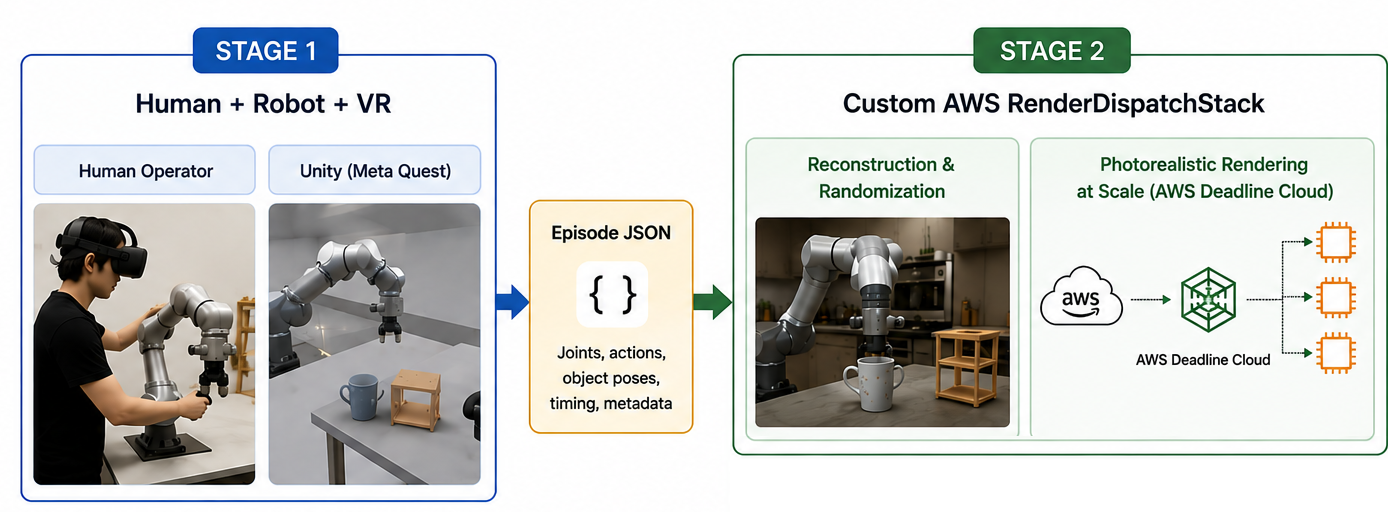 STAGE 1
Human + Robot + VR
Human Operator
Unity (Meta Quest)
Episode JSON
{ }
Joints, actions,
object poses,
timing, metadata
STAGE 2
Custom AWS RenderDispatchStack
Reconstruction &
Randomization
Photorealistic Rendering
at Scale (AWS Deadline Cloud)
aws
AWS Deadline Cloud